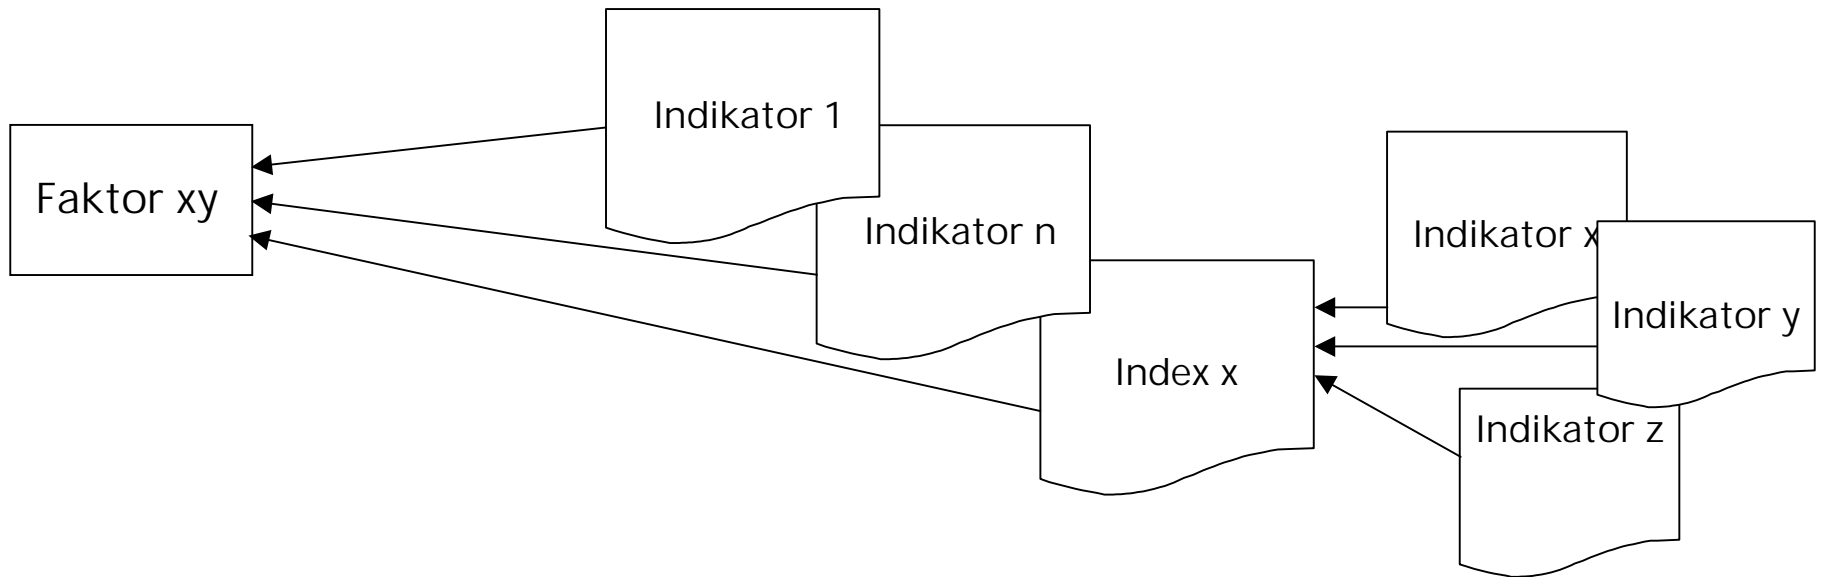 Indikator 1
Faktor xy
Indikator n
Indikator x
Indikator y
Index x
Indikator z